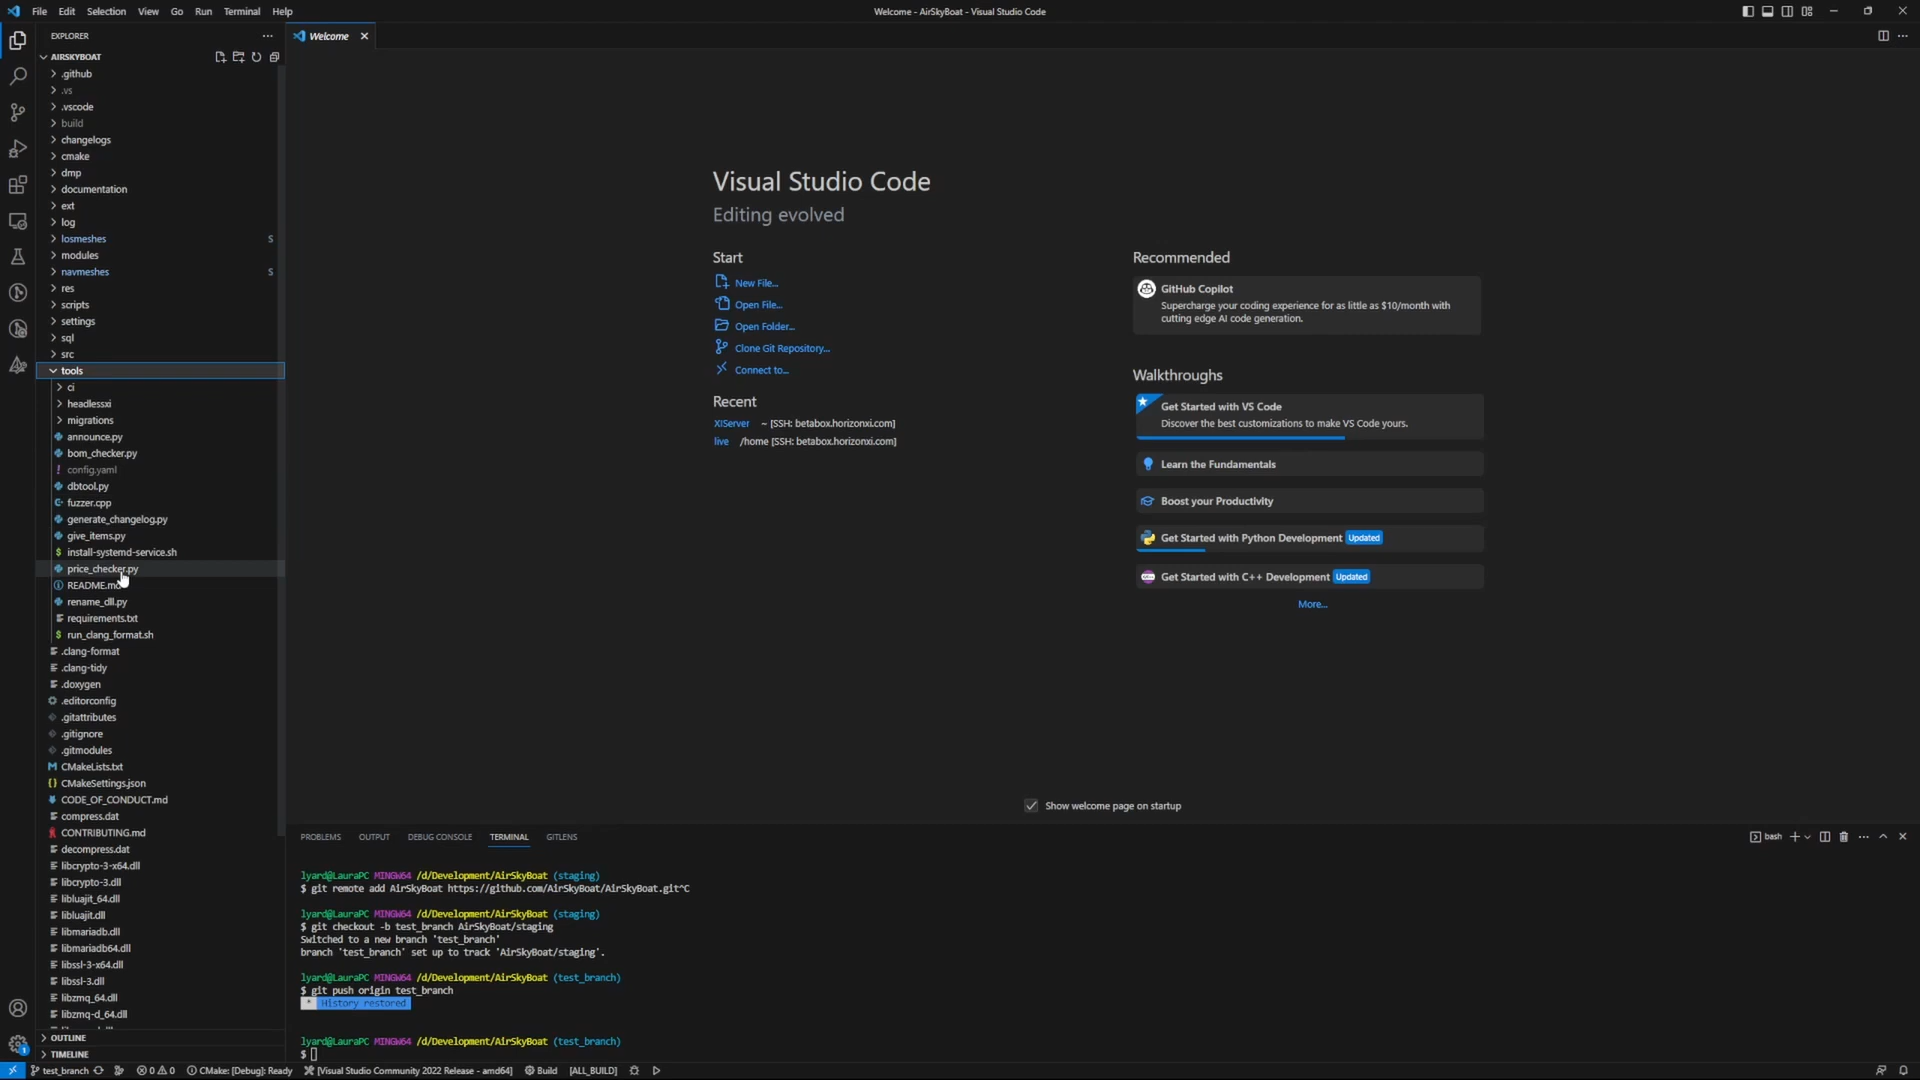 File Edit Selection View Go Run Terminal Help
Welcome - AirSkyBoat - Visual Studio Code
EXPLORER
Welcome
AIRSKYBOAT
.github
.vs
.vscode
build
changelogs
cmake
dmp
documentation
ext
log
losmeshes S
modules
navmeshes S
res
scripts
settings
sql
src
tools
ci
headlessxi
migrations
announce.py
bom_checker.py
config.yaml
dbtool.py
fuzzer.cpp
generate_changelog.py
give_items.py
install-systemd-service.sh
price_checker.py
README.md
rename_dll.py
requirements.txt
run_clang_format.sh
.clang-format
.clang-tidy
.doxygen
.editorconfig
.gitattributes
.gitignore
.gitmodules
CMakeLists.txt
CMakeSettings.json
CODE_OF_CONDUCT.md
compress.dat
CONTRIBUTING.md
decompress.dat
libcrypto-3-x64.dll
libcrypto-3.dll
libluajit_64.dll
libluajit.dll
libmariadb.dll
libmariadb64.dll
libssl-3-x64.dll
libssl-3.dll
libzmq_64.dll
libzmq-d_64.dll
OUTLINE
TIMELINE
Visual Studio Code
Editing evolved
Start
New File...
Open File...
Open Folder...
Clone Git Repository...
Connect to...
Recent
XIServer ~ [SSH: betabox.horizonxi.com]
live /home [SSH: betabox.horizonxi.com]
Recommended
GitHub Copilot
Supercharge your coding experience for as little as $10/month with
cutting edge AI code generation.
Walkthroughs
Get Started with VS Code
Discover the best customizations to make VS Code yours.
Learn the Fundamentals
Boost your Productivity
Get Started with Python Development Updated
Get Started with C++ Development Updated
More...
Show welcome page on startup
PROBLEMS OUTPUT DEBUG CONSOLE TERMINAL GITLENS
bash
lyard@LauraPC MINGW64 /d/Development/AirSkyBoat (staging)
$ git remote add AirSkyBoat https://github.com/AirSkyBoat/AirSkyBoat.git^C
lyard@LauraPC MINGW64 /d/Development/AirSkyBoat (staging)
$ git checkout -b test_branch AirSkyBoat/staging
Switched to a new branch 'test_branch'
branch 'test_branch' set up to track 'AirSkyBoat/staging'.
lyard@LauraPC MINGW64 /d/Development/AirSkyBoat (test_branch)
$ git push origin test_branch
* History restored
lyard@LauraPC MINGW64 /d/Development/AirSkyBoat (test_branch)
$
test_branch 0 0 CMake: [Debug]: Ready [Visual Studio Community 2022 Release - amd64] Build [ALL_BUILD]